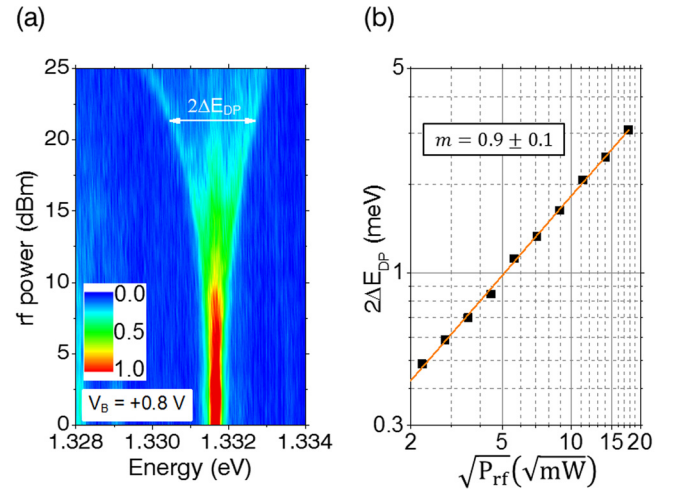 (a)
25
20
15
10
5
0
rf power (dBm)
2ΔE_DP
0.0
0.5
1.0
V_B = +0.8 V
1.328 1.330 1.332 1.334
Energy (eV)
(b)
5
1
0.3
2ΔE_DP (meV)
m = 0.9 ± 0.1
2 5 10 15 20
√P_rf(√mW)